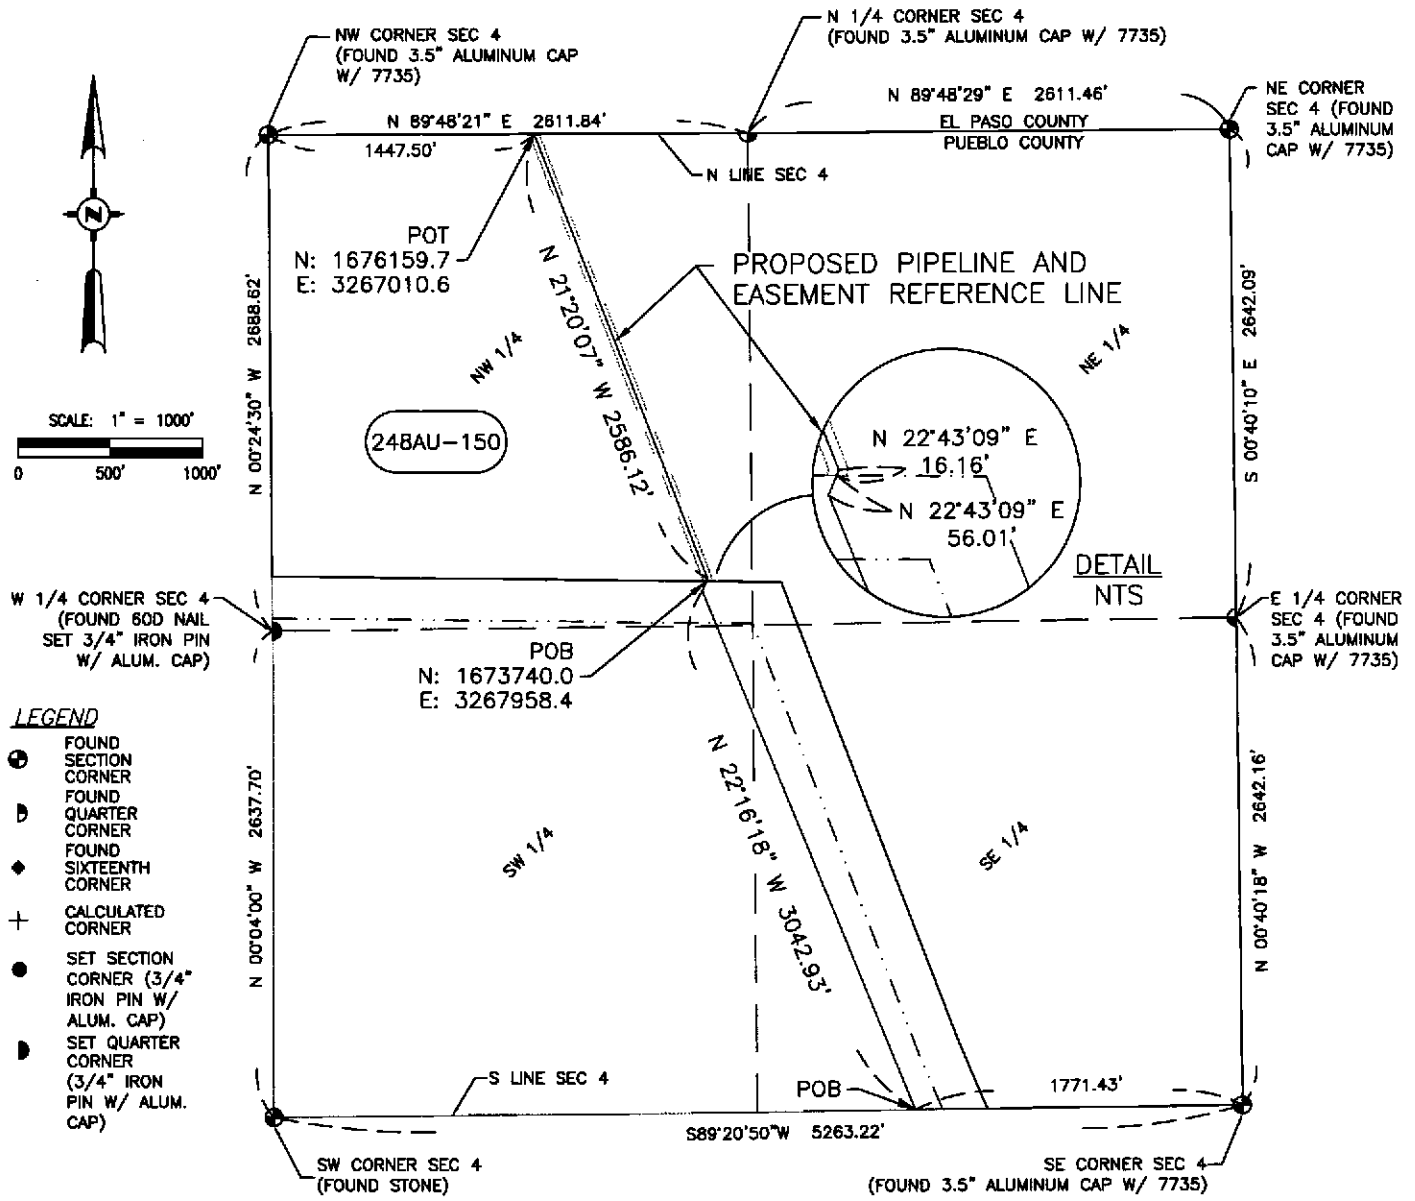 NW CORNER SEC 4
(FOUND 3.5" ALUMINUM CAP
W/ 7735)
N 1/4 CORNER SEC 4
(FOUND 3.5" ALUMINUM CAP W/ 7735)
NE CORNER
SEC 4 (FOUND
3.5" ALUMINUM
CAP W/ 7735)
N 89°48'21" E 2611.84'
1447.50'
N 89°48'29" E 2611.46'
EL PASO COUNTY
PUEBLO COUNTY
N LINE SEC 4
N
POT
N: 1676159.7
E: 3267010.6
PROPOSED PIPELINE AND
EASEMENT REFERENCE LINE
N 21°20'07" W 2586.12'
NW 1/4
NE 1/4
N 00°24'30" W 2688.62'
S 00°40'10" E 2642.09'
SCALE: 1" = 1000'
0 500' 1000'
248AU-150
N 22°43'09" E
16.16'
N 22°43'09" E
56.01'
DETAIL
NTS
W 1/4 CORNER SEC 4
(FOUND 60D NAIL
SET 3/4" IRON PIN
W/ ALUM. CAP)
E 1/4 CORNER
SEC 4 (FOUND
3.5" ALUMINUM
CAP W/ 7735)
POB
N: 1673740.0
E: 3267958.4
LEGEND
FOUND
SECTION
CORNER
FOUND
QUARTER
CORNER
FOUND
SIXTEENTH
CORNER
CALCULATED
CORNER
SET SECTION
CORNER (3/4"
IRON PIN W/
ALUM. CAP)
SET QUARTER
CORNER
(3/4" IRON
PIN W/ ALUM.
CAP)
N 00°04'00" W 2637.70'
N 22°16'18" W 3042.93'
SW 1/4
SE 1/4
N 00°40'18" W 2642.16'
S LINE SEC 4
POB
1771.43'
S89°20'50"W 5263.22'
SW CORNER SEC 4
(FOUND STONE)
SE CORNER SEC 4
(FOUND 3.5" ALUMINUM CAP W/ 7735)